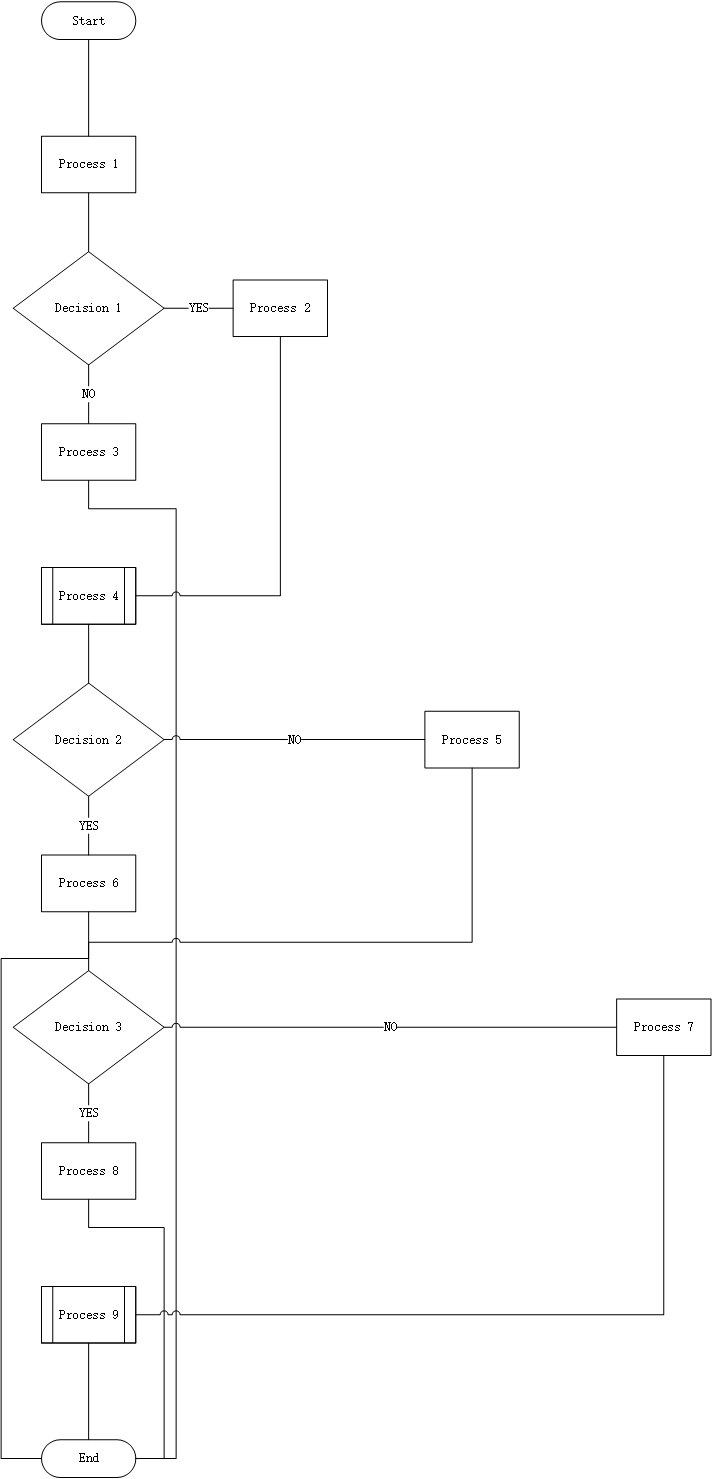 Start
Process 1
Decision 1
YES
Process 2
NO
Process 3
Process 4
Decision 2
NO
Process 5
YES
Process 6
Decision 3
NO
Process 7
YES
Process 8
Process 9
End